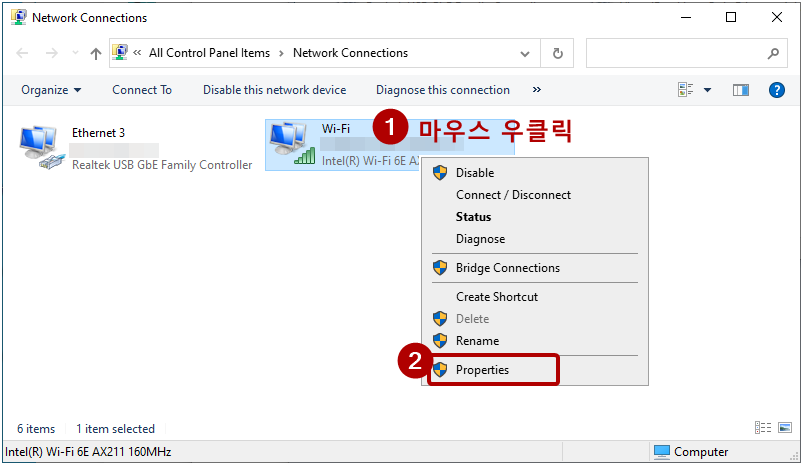 Network Connections
« All Control Panel Items > Network Connections
Organize Connect To Disable this network device Diagnose this connection »
Ethernet 3
Realtek USB GbE Family Controller
Wi-Fi
Intel(R) Wi-Fi 6E AX
1 마우스 우클릭
Disable
Connect / Disconnect
Status
Diagnose
Bridge Connections
Create Shortcut
Delete
Rename
2 Properties
6 items 1 item selected
Intel(R) Wi-Fi 6E AX211 160MHz
Computer